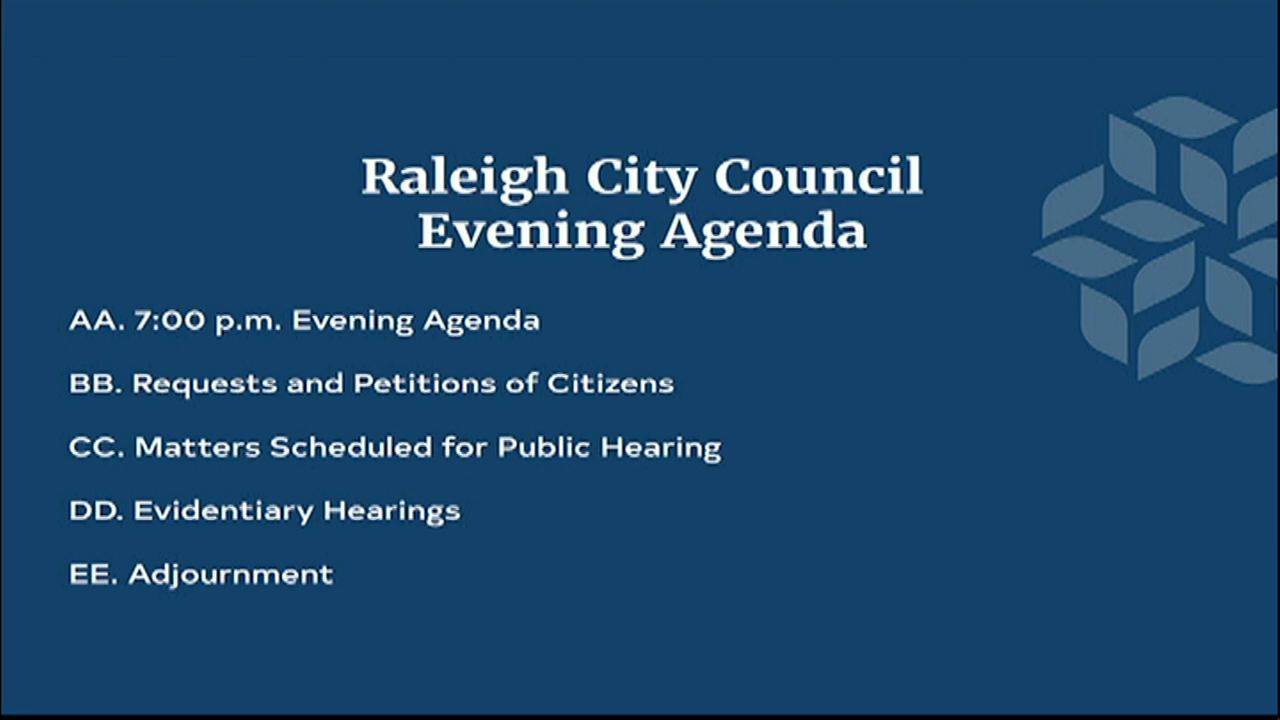 Raleigh City Council
Evening Agenda
AA. 7:00 p.m. Evening Agenda
BB. Requests and Petitions of Citizens
CC. Matters Scheduled for Public Hearing
DD. Evidentiary Hearings
EE. Adjournment